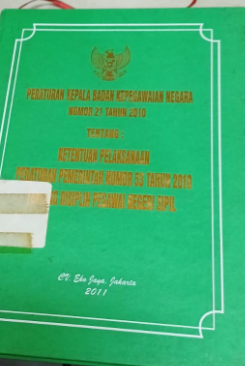 PERATURAN KEPALA BADAN KEPEGAWAIAN NEGARA
NOMOR 21 TAHUN 2010
TENTANG :
KETENTUAN PELAKSANAAN
PERATURAN PEMERINTAH NOMOR 53 TAHUN 2010
DISIPLIN PEGAWAI NEGERI SIPIL
CV. Eko Jaya, Jakarta
2011